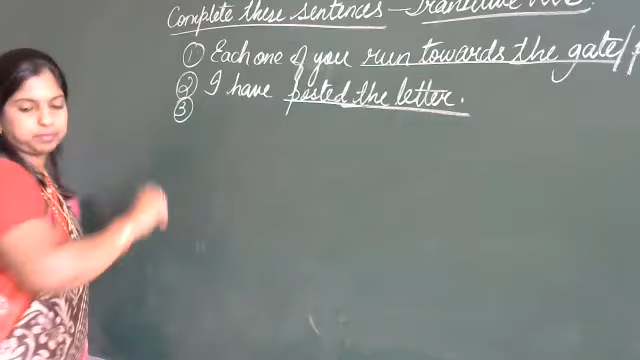 Complete these sentences – Transitive
① Each one of you run towards the gate/
② I have posted the letter.
③